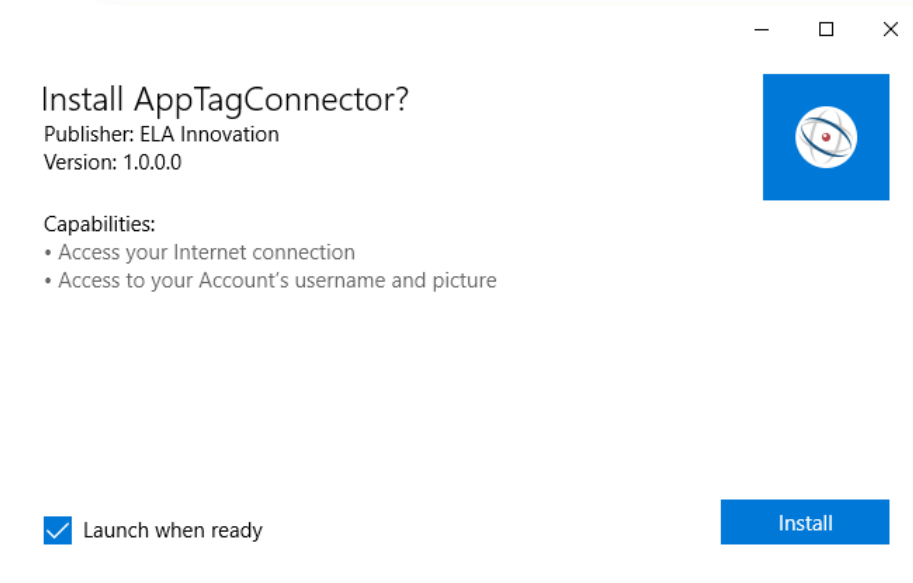 Install AppTagConnector?
Publisher: ELA Innovation
Version: 1.0.0.0
Capabilities:
• Access your Internet connection
• Access to your Account's username and picture
Launch when ready
Install